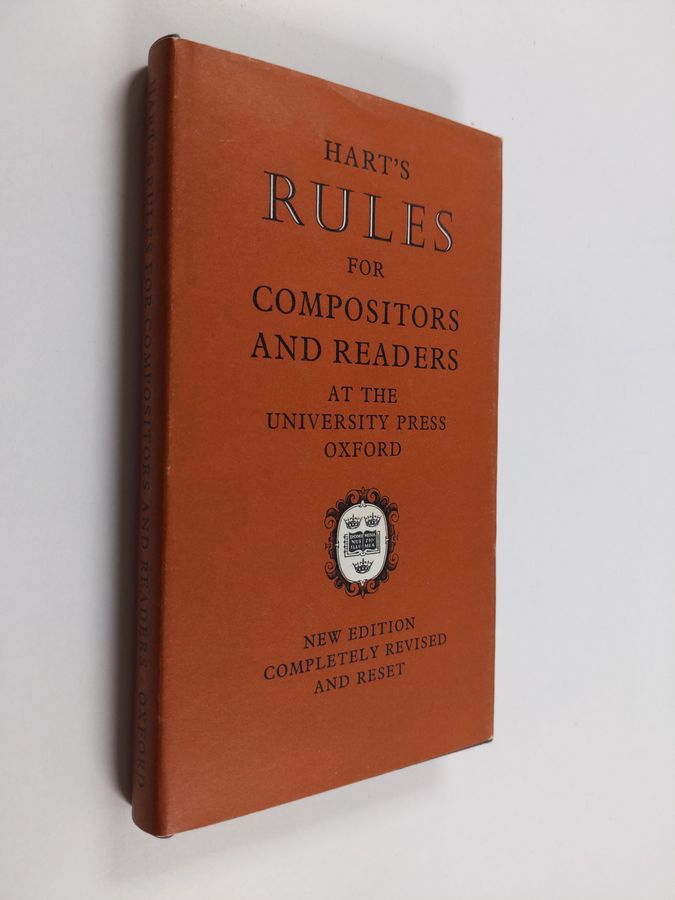 HART'S
RULES
FOR
COMPOSITORS
AND READERS
AT THE
UNIVERSITY PRESS
OXFORD
DOMI MINA
NUS TIO
ILLU MEA
NEW EDITION
COMPLETELY REVISED
AND RESET
HART'S RULES FOR COMPOSITORS AND READERS OXFORD